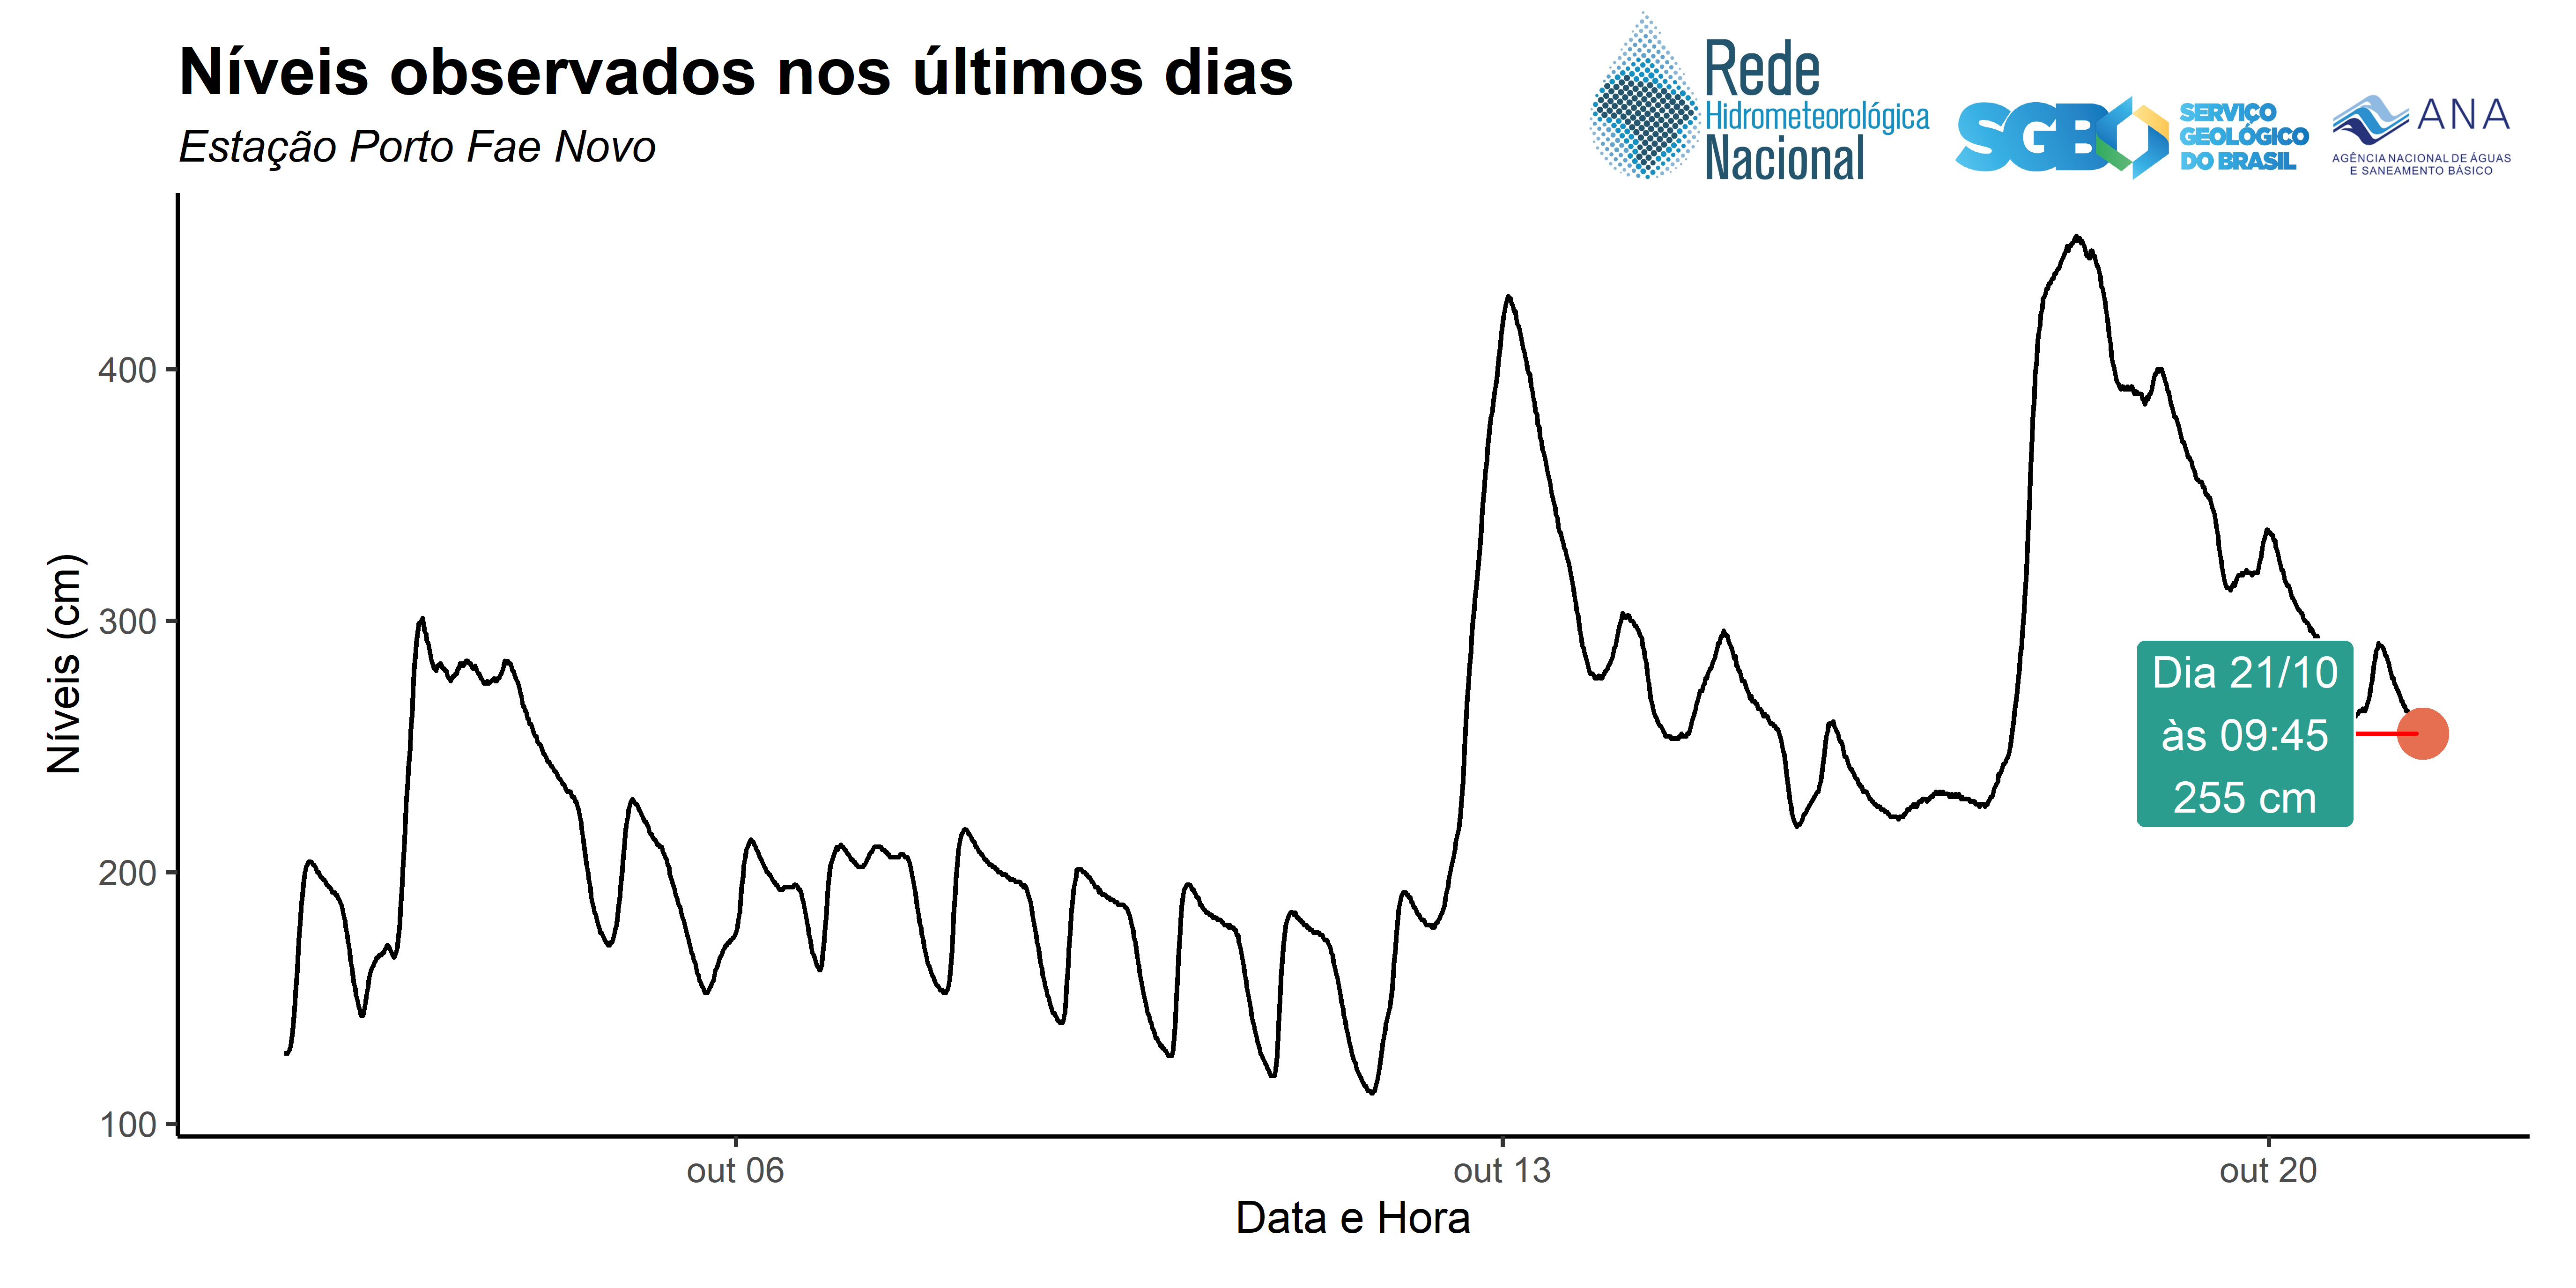 Níveis observados nos últimos dias
Estação Porto Fae Novo
Rede
Hidrometeorológica
Nacional
SGB
SERVIÇO
GEOLÓGICO
DO BRASIL
ANA
AGÊNCIA NACIONAL DE ÁGUAS
E SANEAMENTO BÁSICO
Níveis (cm)
400
300
200
100
Dia 21/10
às 09:45
255 cm
out 06
out 13
out 20
Data e Hora